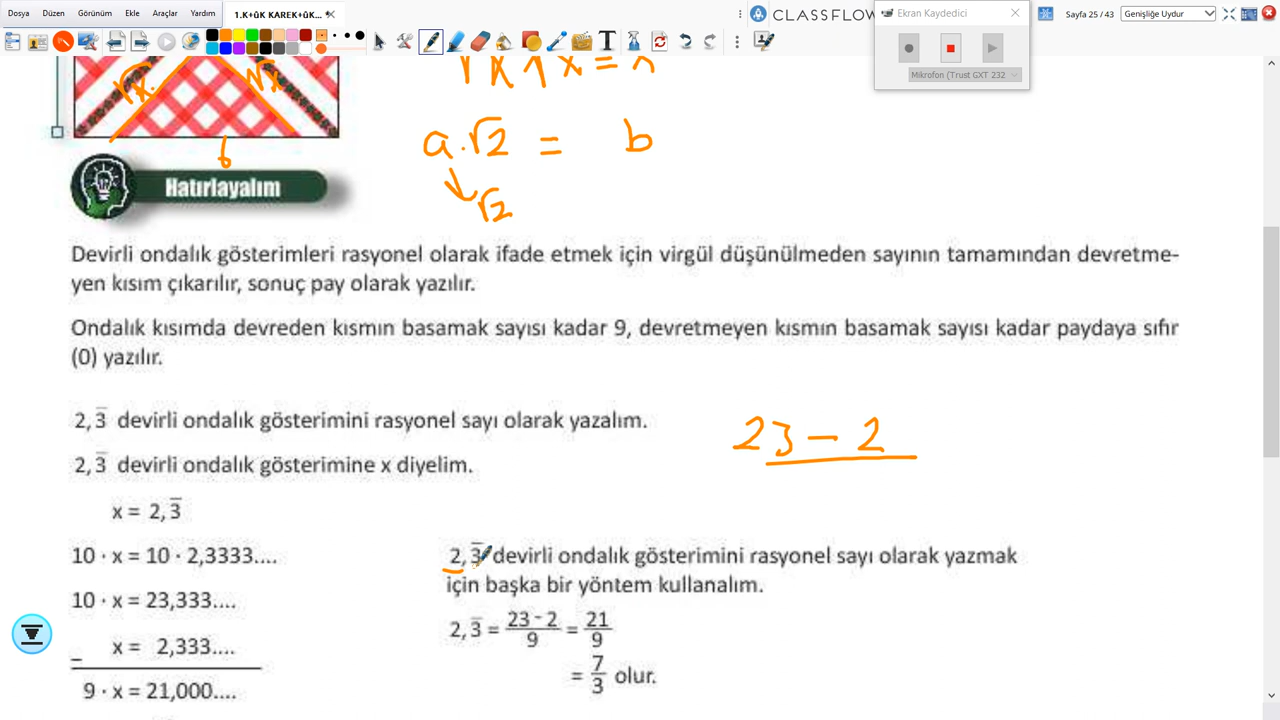 Dosya Düzen Görünüm Ekle Araçlar Yardım
1.K+ûK KAREK+ûK...
CLASSFLOW
Ekran Kaydedici
Mikrofon (Trust GXT 232
Sayfa 25 / 43
Genişliğe Uydur
√x √x
6
a.√2 = b
√2
Hatırlayalım
Devirli ondalık gösterimleri rasyonel olarak ifade etmek için virgül düşünülmeden sayının tamamından devretme-
yen kısım çıkarılır, sonuç pay olarak yazılır.
Ondalık kısımda devreden kısmın basamak sayısı kadar 9, devretmeyen kısmın basamak sayısı kadar paydaya sıfır
(0) yazılır.
2, 3̅ devirli ondalık gösterimini rasyonel sayı olarak yazalım.
23 - 2
2, 3̅ devirli ondalık gösterimine x diyelim.
x = 2, 3̅
10 · x = 10 · 2,3333....
10 · x = 23,333....
x = 2,333....
–
9 · x = 21,000....
2, 3̅ devirli ondalık gösterimini rasyonel sayı olarak yazmak
için başka bir yöntem kullanalım.
2, 3̅ = 23 - 2 / 9 = 21 / 9
= 7 / 3 olur.